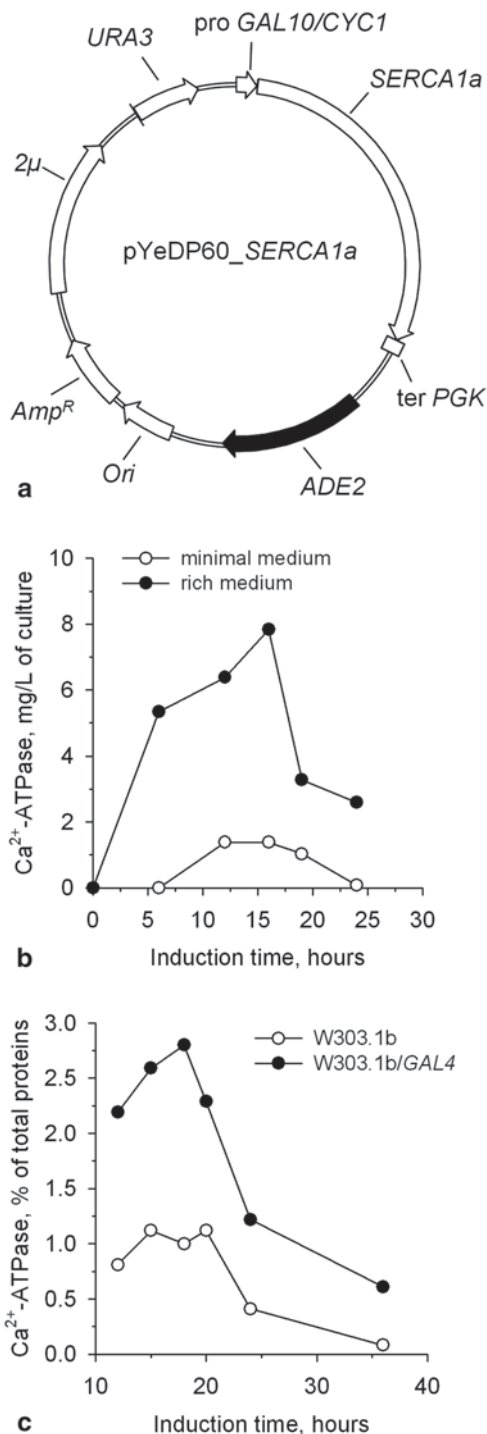 pro GAL10/CYC1
URA3
SERCA1a
2µ
pYeDP60_SERCA1a
ter PGK
Amp^R
Ori
ADE2
a
minimal medium
rich medium
Ca²⁺-ATPase, mg/L of culture
10
8
6
4
2
0
0 5 10 15 20 25 30
Induction time, hours
b
W303.1b
W303.1b/GAL4
Ca²⁺-ATPase, % of total proteins
3.0
2.5
2.0
1.5
1.0
0.5
0.0
10 20 30 40
Induction time, hours
c